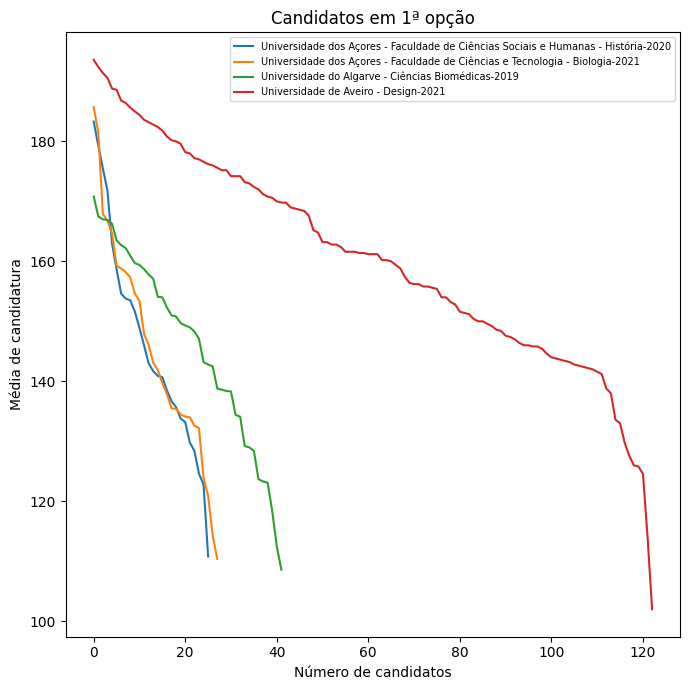 Candidatos em 1ª opção
Universidade dos Açores - Faculdade de Ciências Sociais e Humanas - História-2020
Universidade dos Açores - Faculdade de Ciências e Tecnologia - Biologia-2021
Universidade do Algarve - Ciências Biomédicas-2019
Universidade de Aveiro - Design-2021
Média de candidatura
180
160
140
120
100
0 20 40 60 80 100 120
Número de candidatos